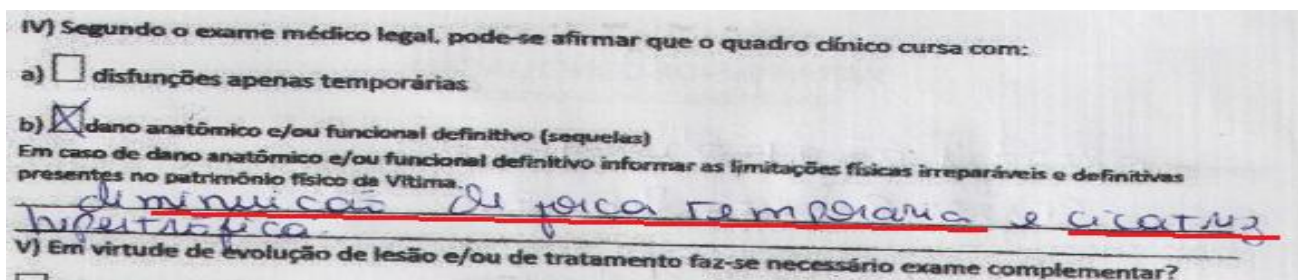 IV) Segundo o exame médico legal, pode-se afirmar que o quadro clínico cursa com:
a) disfunções apenas temporárias
b) dano anatômico e/ou funcional definitivo (sequelas)
Em caso de dano anatômico e/ou funcional definitivo informar as limitações físicas irreparáveis e definitivas
presentes no patrimônio físico da Vítima.
diminuição de força temporaria e cicatriz
hipertrófica.
V) Em virtude de evolução de lesão e/ou de tratamento faz-se necessário exame complementar?